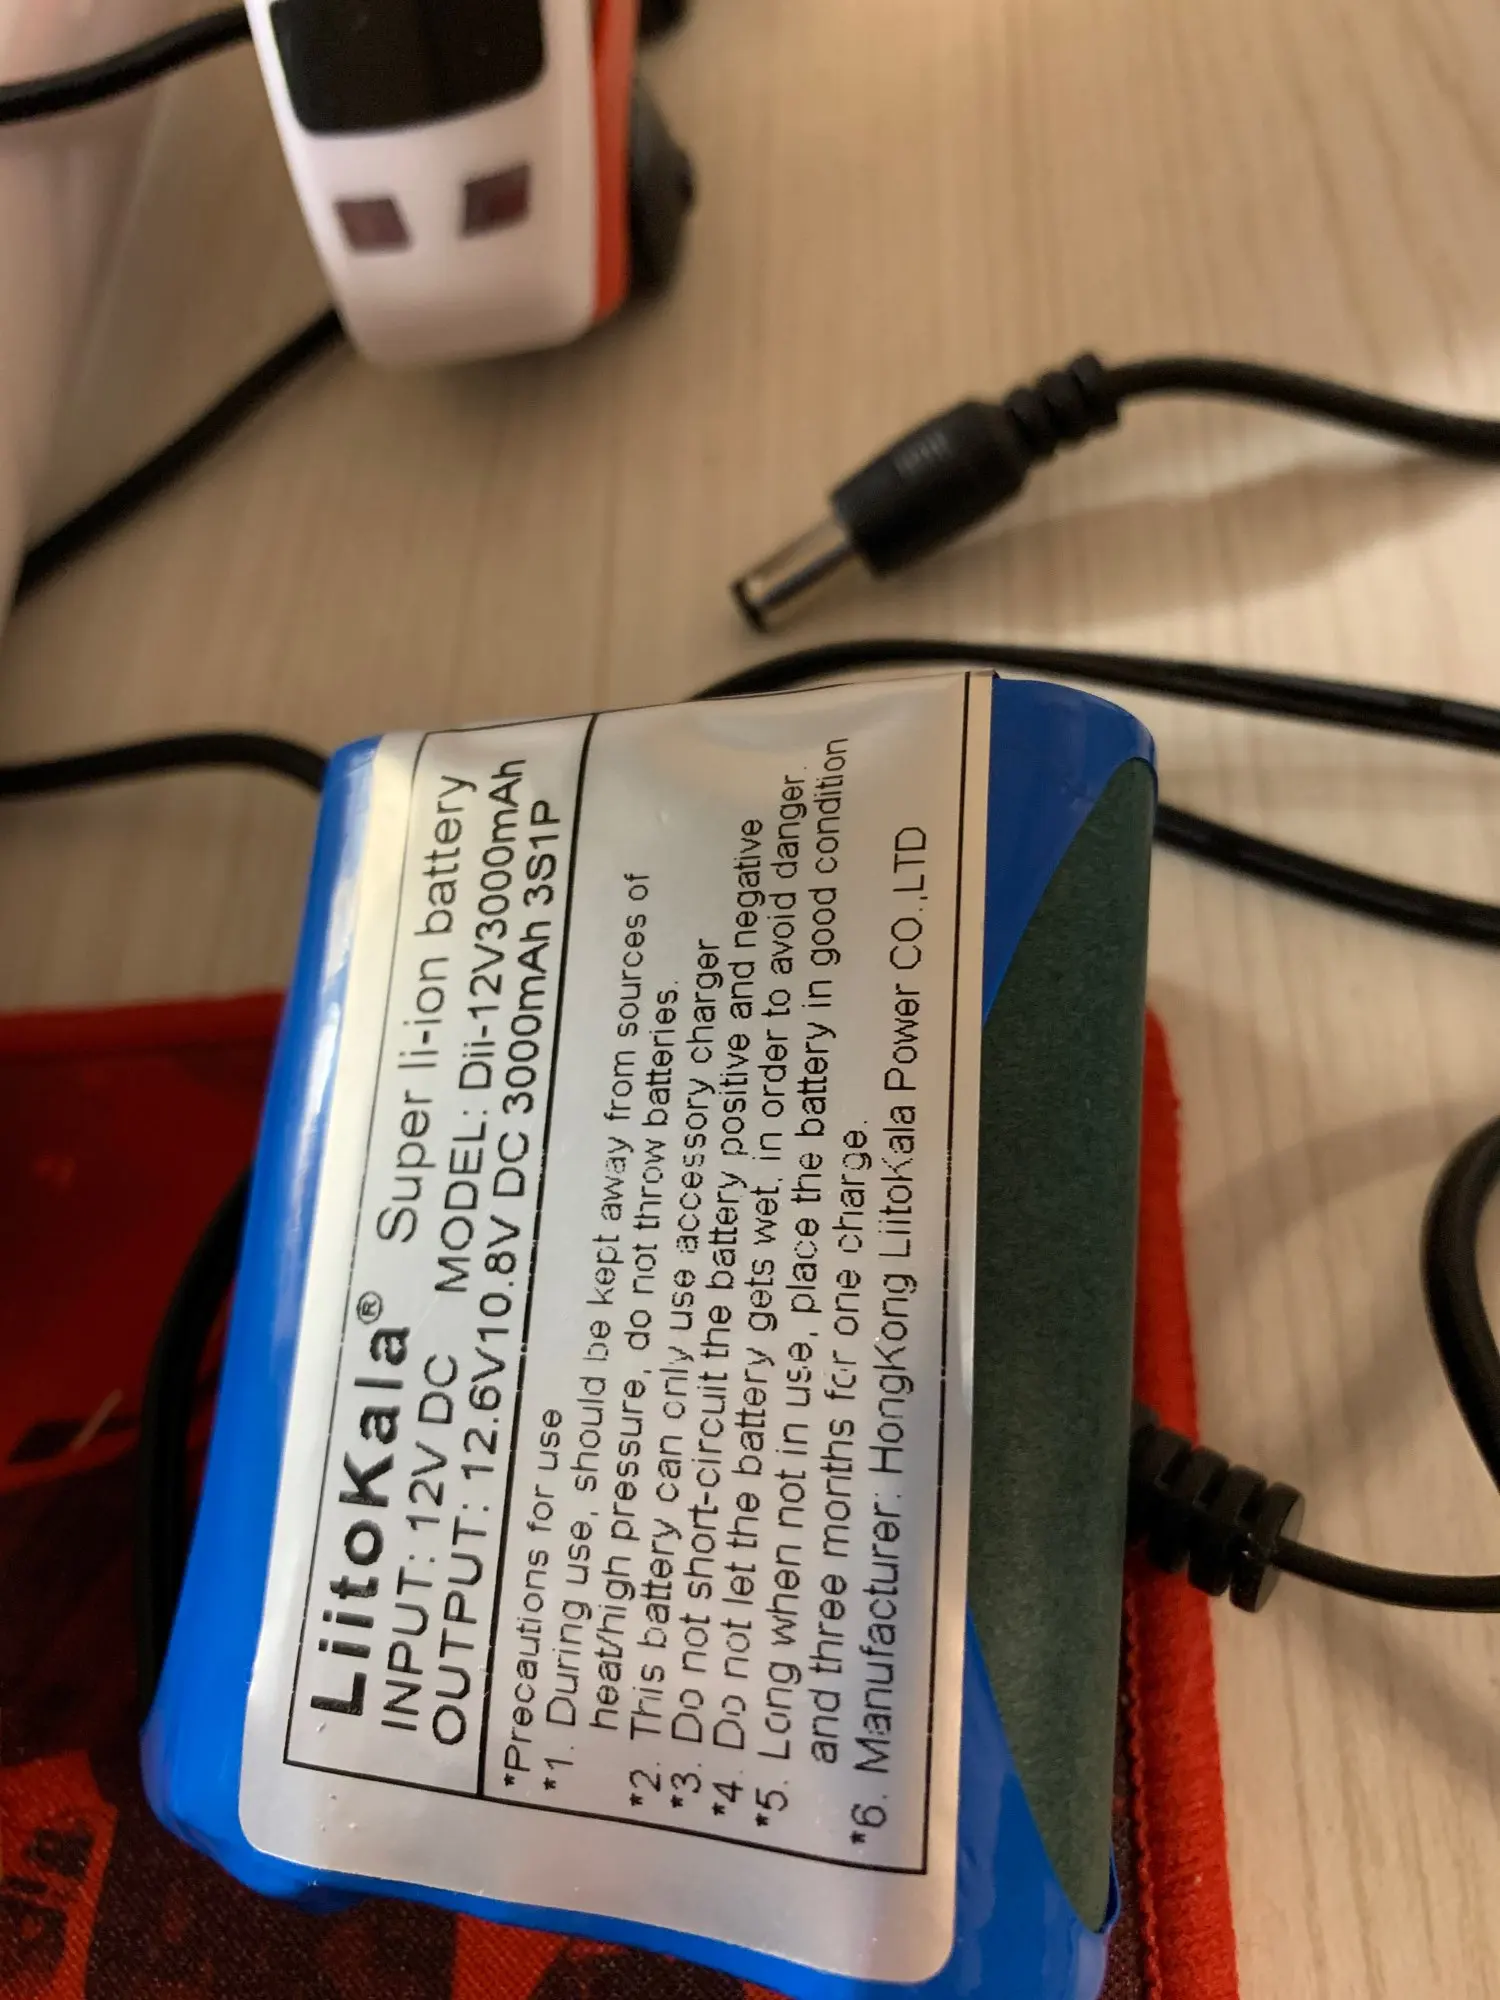 LiitoKala® Super li-ion battery
INPUT: 12V DC MODEL: Dii-12V3000mAh
OUTPUT: 12.6V10.8V DC 3000mAh 3S1P
*Precautions for use
*1. During use, should be kept away from sources of
heat/high pressure, do not throw batteries.
*2. This battery can only use accessory charger
*3. Do not short-circuit the battery positive and negative
*4. Do not let the battery gets wet, in order to avoid danger.
*5. Long when not in use, place the battery in good condition
and three months for one charge.
*6. Manufacturer: HongKong LiitoKala Power CO.,LTD